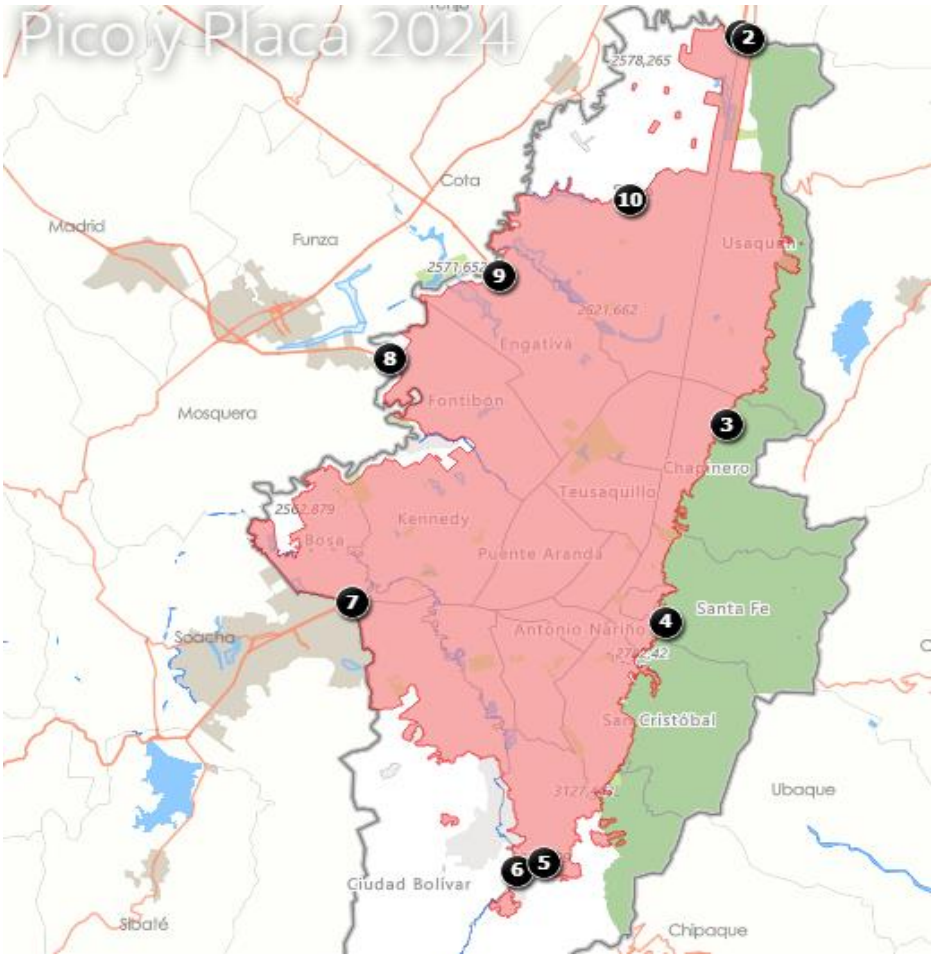 Pico y Placa 2024
2
2578,265
Cota
10
Madrid
Funza
Usaquén
2571,652
9
2521,662
Engativá
8
Fontibón
Mosquera
3
Chapinero
Teusaquillo
2562,879
Kennedy
Bosa
Puente Aranda
7
Santa Fe
4
Antonio Nariño
Soacha
San Cristóbal
Ubaque
5
6
Ciudad Bolívar
Sibaté
Chipaque